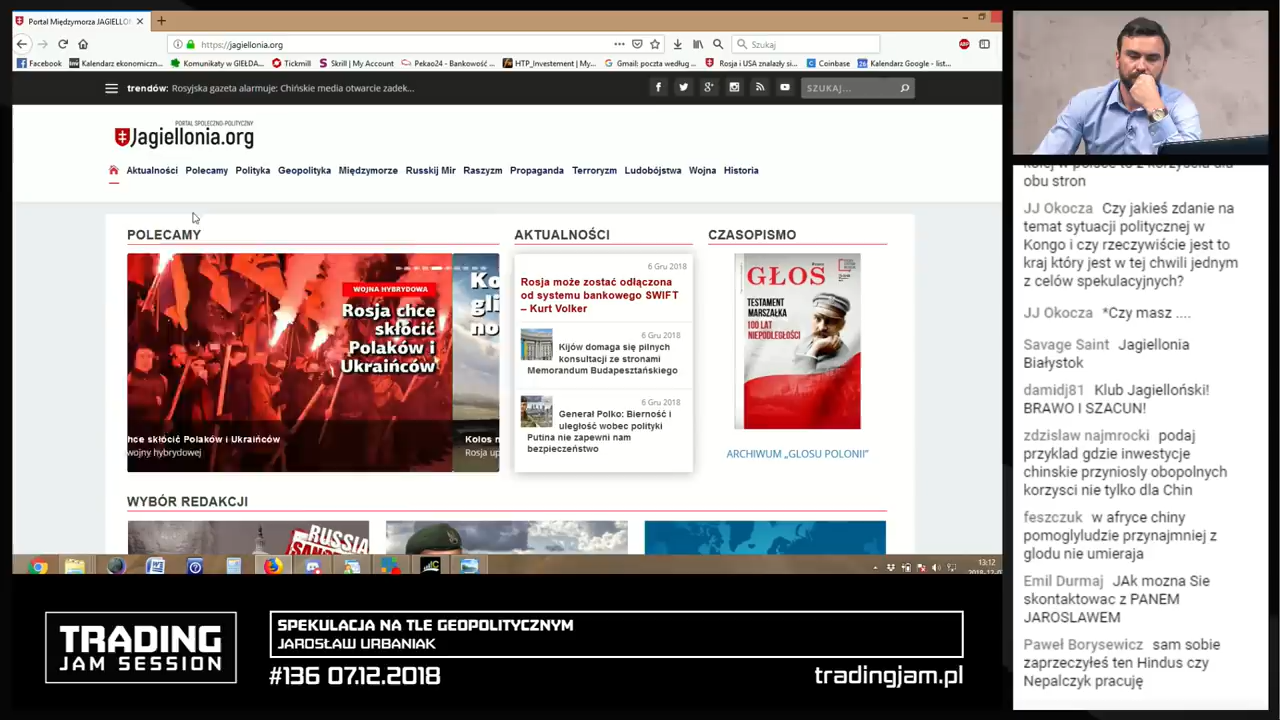 Portal Międzymorza JAGIELLO
https://jagiellonia.org
Szukaj
Facebook
Kalendarz ekonomiczn...
Komunikaty w GIEŁDA...
Tickmill
Skrill | My Account
Pekao24 - Bankowość ...
HTP_Investement | My...
Gmail: poczta według ...
Rosja i USA znalazły si...
Coinbase
Kalendarz Google - list...
trendów: Rosyjska gazeta alarmuje: Chińskie media otwarcie zadek...
SZUKAJ...
PORTAL SPOŁECZNO-POLITYCZNY
Jagiellonia.org
Aktualności Polecamy Polityka Geopolityka Międzymorze Russkij Mir Raszyzm Propaganda Terroryzm Ludobójstwa Wojna Historia
POLECAMY
WOJNA HYBRYDOWA
Rosja chce
skłócić
Polaków i
Ukraińców
hce skłócić Polaków i Ukraińców
wojny hybrydowej
Ko
gli
no
Kolos n
Rosja up
AKTUALNOŚCI
6 Gru 2018
Rosja może zostać odłączona
od systemu bankowego SWIFT
– Kurt Volker
6 Gru 2018
Kijów domaga się pilnych
konsultacji ze stronami
Memorandum Budapesztańskiego
6 Gru 2018
Generał Polko: Bierność i
uległość wobec polityki
Putina nie zapewni nam
bezpieczeństwo
CZASOPISMO
GŁOS
TESTAMENT
MARSZAŁKA
100 LAT
NIEPODLEGŁOŚCI
ARCHIWUM „GLOSU POLONII”
WYBÓR REDAKCJI
RUSSIA
13:12
TRADING
JAM SESSION
SPEKULACJA NA TLE GEOPOLITYCZNYM
JAROSŁAW URBANIAK
#136 07.12.2018
tradingjam.pl
obu stron
JJ Okocza Czy jakieś zdanie na
temat sytuacji politycznej w
Kongo i czy rzeczywiście jest to
kraj który jest w tej chwili jednym
z celów spekulacyjnych?
JJ Okocza *Czy masz ....
Savage Saint Jagiellonia
Białystok
damidj81 Klub Jagielloński!
BRAWO I SZACUN!
zdzislaw najmrocki podaj
przyklad gdzie inwestycje
chinskie przyniosly obopolnych
korzysci nie tylko dla Chin
feszczuk w afryce chiny
pomoglyludzie przynajmniej z
glodu nie umieraja
Emil Durmaj JAk mozna Sie
skontaktowac z PANEM
JAROSLAWEM
Paweł Borysewicz sam sobie
zaprzeczyłeś ten Hindus czy
Nepalczyk pracuję